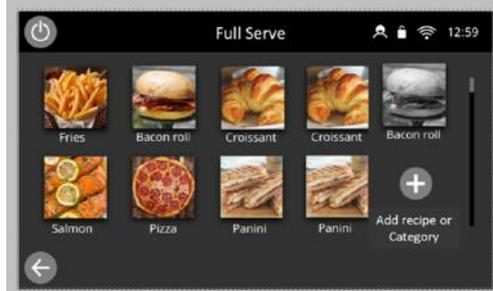 Full Serve
12:59
Fries
Bacon roll
Croissant
Croissant
Bacon roll
Salmon
Pizza
Panini
Panini
Add recipe or
Category